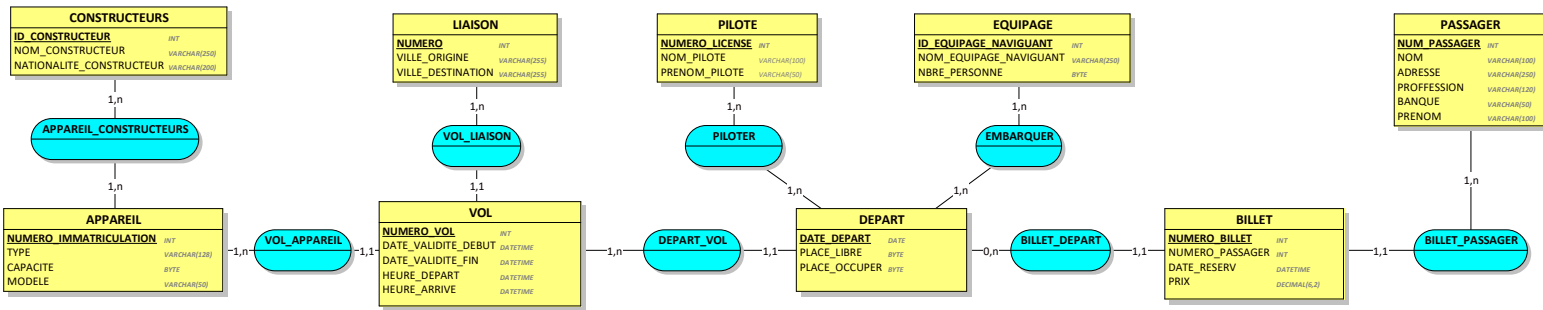 CONSTRUCTEURS
ID_CONSTRUCTEUR INT
NOM_CONSTRUCTEUR VARCHAR(250)
NATIONALITE_CONSTRUCTEUR VARCHAR(200)
LIAISON
NUMERO INT
VILLE_ORIGINE VARCHAR(255)
VILLE_DESTINATION VARCHAR(255)
PILOTE
NUMERO_LICENSE INT
NOM_PILOTE VARCHAR(100)
PRENOM_PILOTE VARCHAR(50)
EQUIPAGE
ID_EQUIPAGE_NAVIGUANT INT
NOM_EQUIPAGE_NAVIGUANT VARCHAR(250)
NBRE_PERSONNE BYTE
PASSAGER
NUM_PASSAGER INT
NOM VARCHAR(100)
ADRESSE VARCHAR(250)
PROFFESSION VARCHAR(120)
BANQUE VARCHAR(50)
PRENOM VARCHAR(100)
1,n
1,n
1,n
1,n
APPAREIL_CONSTRUCTEURS
VOL_LIAISON
PILOTER
EMBARQUER
1,n
1,1
1,n
1,n
1,n
APPAREIL
NUMERO_IMMATRICULATION INT
TYPE VARCHAR(128)
CAPACITE BYTE
MODELE VARCHAR(50)
1,n
VOL_APPAREIL
1,1
VOL
NUMERO_VOL INT
DATE_VALIDITE_DEBUT DATETIME
DATE_VALIDITE_FIN DATETIME
HEURE_DEPART DATETIME
HEURE_ARRIVE DATETIME
1,n
DEPART_VOL
1,1
DEPART
DATE_DEPART DATE
PLACE_LIBRE BYTE
PLACE_OCCUPER BYTE
0,n
BILLET_DEPART
1,1
BILLET
NUMERO_BILLET INT
NUMERO_PASSAGER INT
DATE_RESERV DATETIME
PRIX DECIMAL(6,2)
1,1
BILLET_PASSAGER